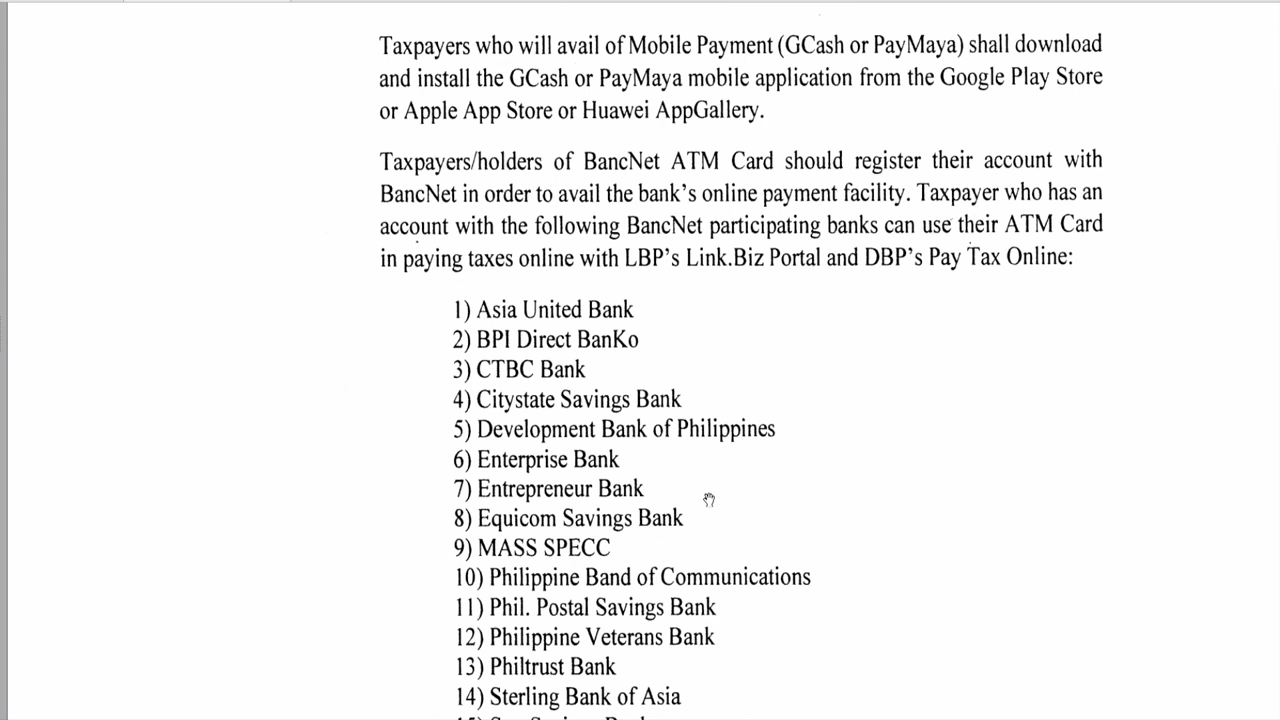 Taxpayers who will avail of Mobile Payment (GCash or PayMaya) shall download
and install the GCash or PayMaya mobile application from the Google Play Store
or Apple App Store or Huawei AppGallery.
Taxpayers/holders of BancNet ATM Card should register their account with
BancNet in order to avail the bank's online payment facility. Taxpayer who has an
account with the following BancNet participating banks can use their ATM Card
in paying taxes online with LBP's Link.Biz Portal and DBP's Pay Tax Online:
1) Asia United Bank
2) BPI Direct BanKo
3) CTBC Bank
4) Citystate Savings Bank
5) Development Bank of Philippines
6) Enterprise Bank
7) Entrepreneur Bank
8) Equicom Savings Bank
9) MASS SPECC
10) Philippine Band of Communications
11) Phil. Postal Savings Bank
12) Philippine Veterans Bank
13) Philtrust Bank
14) Sterling Bank of Asia